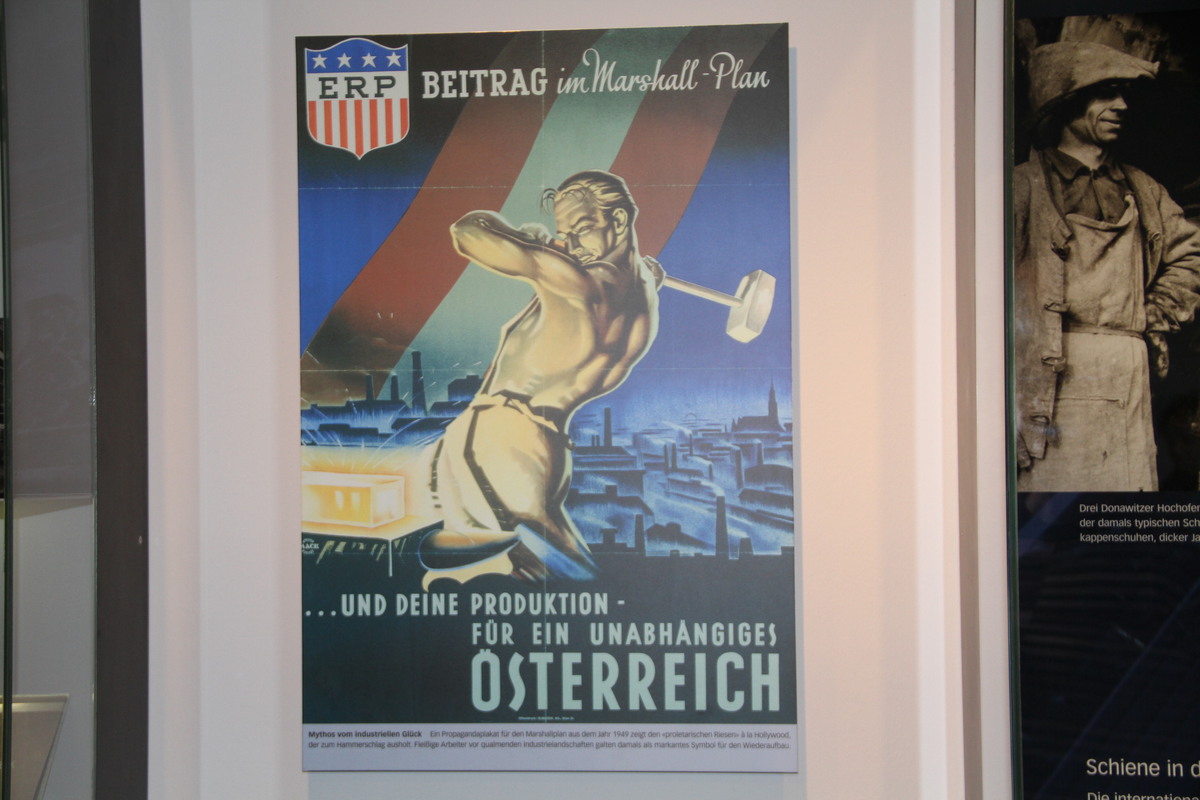 ERP
BEITRAG im Marshall-Plan
...UND DEINE PRODUKTION -
FÜR EIN UNABHÄNGIGES
ÖSTERREICH
Mythos vom industriellen Glück Ein Propagandaplakat für den Marshallplan aus dem Jahr 1949 zeigt den «proletarischen Riesen» à la Hollywood,
der zum Hammerschlag ausholt. Fleißige Arbeiter vor qualmenden Industrielandschaften galten damals als markantes Symbol für den Wiederaufbau.
Drei Donawitzer Hochofen
der damals typischen Sch
kappenschuhen, dicker Ja
Schiene in d
Die internationa